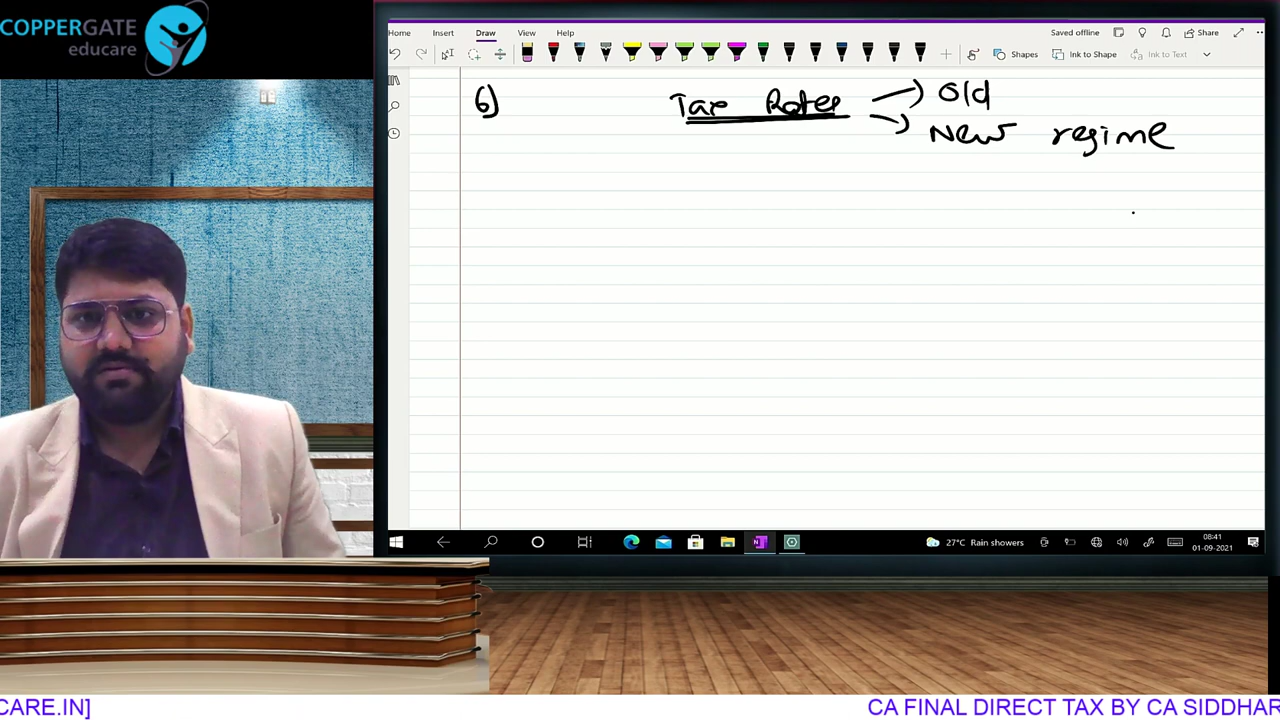 COPPERGATE
educare
Home Insert Draw View Help
Saved offline
Share
Shapes
Ink to Shape
Ink to Text
6) Tax Rates → Old
→ New regime
27°C Rain showers
08:41
01-09-2021
CARE.IN] CA FINAL DIRECT TAX BY CA SIDDHAR